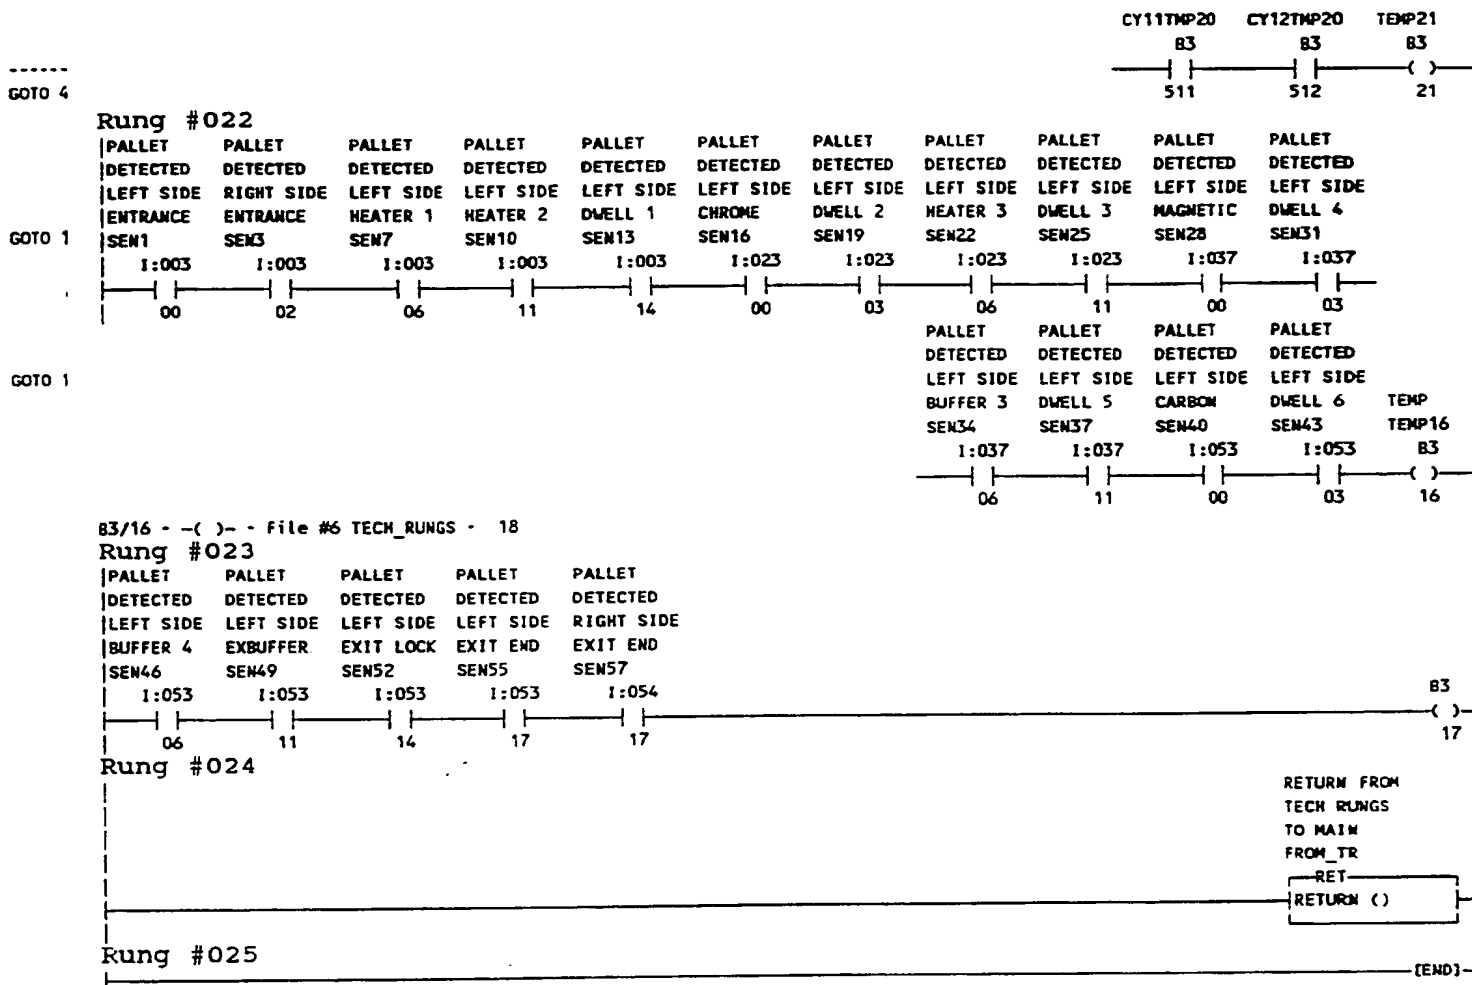 CY11TMP20 CY12TMP20 TEMP21
B3 B3 B3
------
GOTO 4
511 512 21
Rung #022
PALLET PALLET PALLET PALLET PALLET PALLET PALLET PALLET PALLET PALLET PALLET
DETECTED DETECTED DETECTED DETECTED DETECTED DETECTED DETECTED DETECTED DETECTED DETECTED DETECTED
LEFT SIDE RIGHT SIDE LEFT SIDE LEFT SIDE LEFT SIDE LEFT SIDE LEFT SIDE LEFT SIDE LEFT SIDE LEFT SIDE LEFT SIDE
ENTRANCE ENTRANCE HEATER 1 HEATER 2 DWELL 1 CHROME DWELL 2 HEATER 3 DWELL 3 MAGNETIC DWELL 4
GOTO 1 SEN1 SEN3 SEN7 SEN10 SEN13 SEN16 SEN19 SEN22 SEN25 SEN28 SEN31
I:003 I:003 I:003 I:003 I:003 I:023 I:023 I:023 I:023 I:037 I:037
00 02 06 11 14 00 03 06 11 00 03
PALLET PALLET PALLET PALLET
DETECTED DETECTED DETECTED DETECTED
GOTO 1 LEFT SIDE LEFT SIDE LEFT SIDE LEFT SIDE
BUFFER 3 DWELL 5 CARBON DWELL 6 TEMP
SEN34 SEN37 SEN40 SEN43 TEMP16
I:037 I:037 I:053 I:053 B3
06 11 00 03 16
B3/16 - -( )- - File #6 TECH_RUNGS - 18
Rung #023
PALLET PALLET PALLET PALLET PALLET
DETECTED DETECTED DETECTED DETECTED DETECTED
LEFT SIDE LEFT SIDE LEFT SIDE LEFT SIDE RIGHT SIDE
BUFFER 4 EXBUFFER EXIT LOCK EXIT END EXIT END
SEN46 SEN49 SEN52 SEN55 SEN57
I:053 I:053 I:053 I:053 I:054 B3
06 11 14 17 17 17
Rung #024
RETURN FROM
TECH RUNGS
TO MAIN
FROM_TR
RET
RETURN ()
Rung #025
[END]